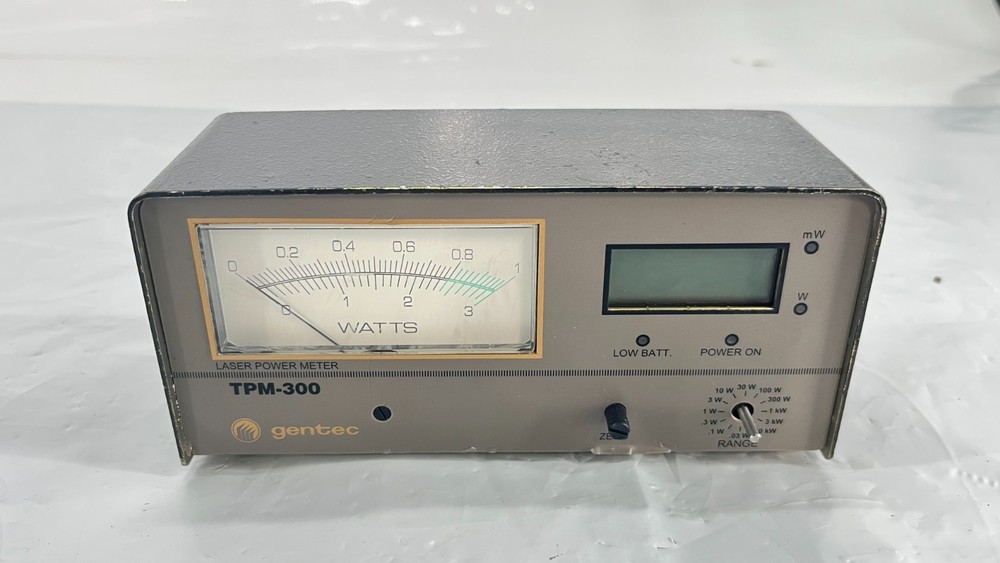 0 0.2 0.4 0.6 0.8 1
0 1 2 3
WATTS
mW
W
LOW BATT. POWER ON
LASER POWER METER
TPM-300
gentec
10 W 30 W 100 W
3 W 300 W
1 W 1 kW
.3 W 3 kW
.1 W .03 W
RANGE